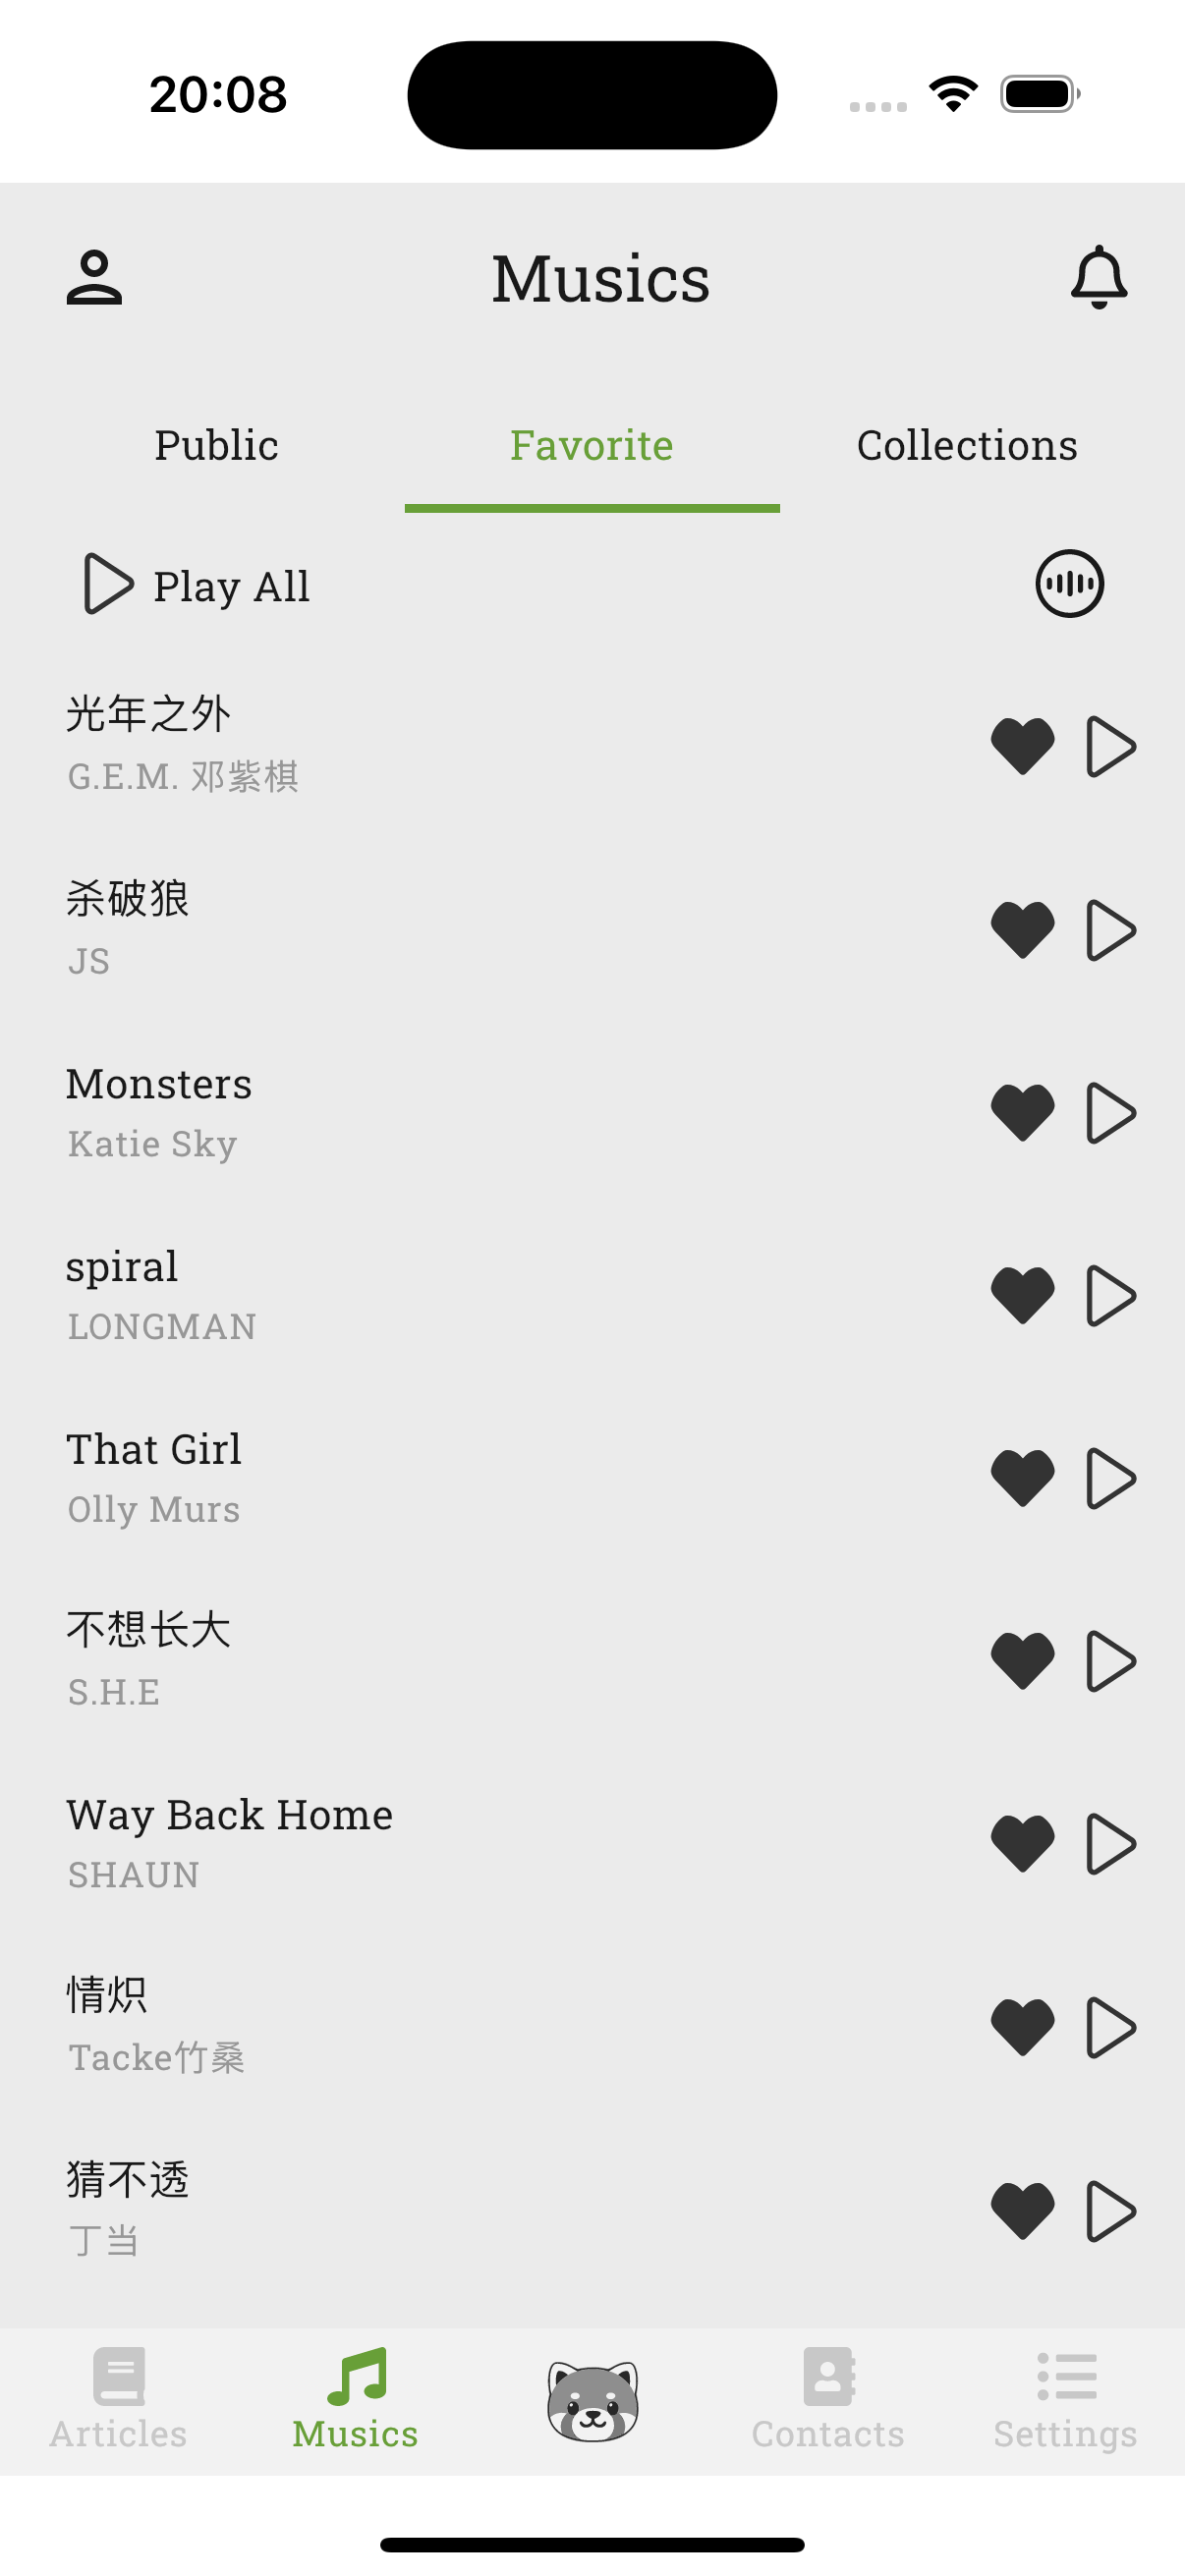 20:08
Musics
Public
Favorite
Collections
Play All
光年之外
G.E.M. 邓紫棋
杀破狼
JS
Monsters
Katie Sky
spiral
LONGMAN
That Girl
Olly Murs
不想长大
S.H.E
Way Back Home
SHAUN
情炽
Tacke竹桑
猜不透
丁当
Articles
Musics
Contacts
Settings